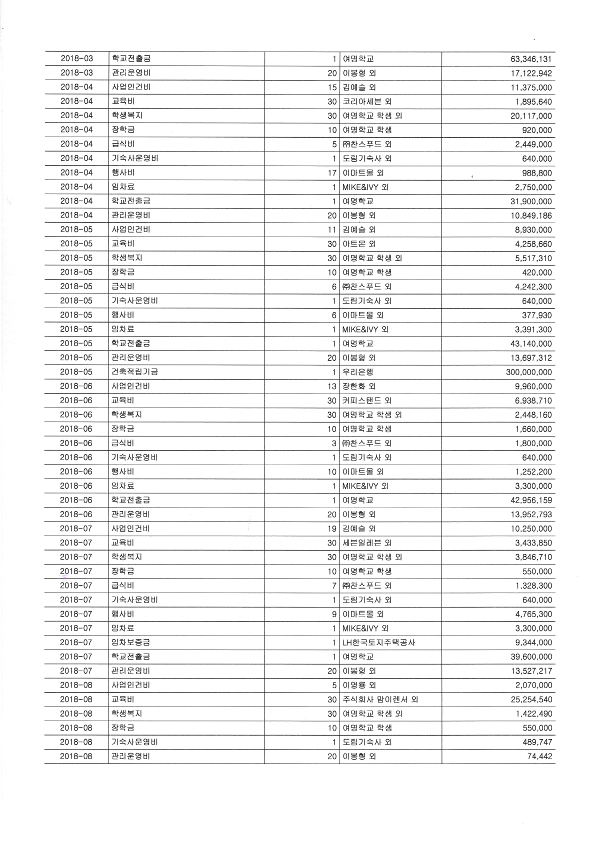 2018-03 학교전출금 1 여명학교 63,346,131
2018-03 관리운영비 20 이봉형 외 17,122,942
2018-04 사업인건비 15 김예슬 외 11,375,000
2018-04 교육비 30 코리아세븐 외 1,895,640
2018-04 학생복지 30 여명학교 학생 외 20,117,000
2018-04 장학금 10 여명학교 학생 920,000
2018-04 급식비 5 ㈜찬스푸드 외 2,449,000
2018-04 기숙사운영비 1 도림기숙사 외 640,000
2018-04 행사비 17 이마트몰 외 988,800
2018-04 임차료 1 MIKE&IVY 외 2,750,000
2018-04 학교전출금 1 여명학교 31,900,000
2018-04 관리운영비 20 이봉형 외 10,849,186
2018-05 사업인건비 11 김예슬 외 8,930,000
2018-05 교육비 30 아트온 외 4,258,660
2018-05 학생복지 30 여명학교 학생 외 5,517,310
2018-05 장학금 10 여명학교 학생 420,000
2018-05 급식비 6 ㈜찬스푸드 외 4,242,300
2018-05 기숙사운영비 1 도림기숙사 외 640,000
2018-05 행사비 6 이마트몰 외 377,930
2018-05 임차료 1 MIKE&IVY 외 3,391,300
2018-05 학교전출금 1 여명학교 43,140,000
2018-05 관리운영비 20 이봉형 외 13,697,312
2018-05 건축적립기금 1 우리은행 300,000,000
2018-06 사업인건비 13 장한화 외 9,960,000
2018-06 교육비 30 커피스탠드 외 6,938,710
2018-06 학생복지 30 여명학교 학생 외 2,448,160
2018-06 장학금 10 여명학교 학생 1,660,000
2018-06 급식비 3 ㈜찬스푸드 외 1,800,000
2018-06 기숙사운영비 1 도림기숙사 외 640,000
2018-06 행사비 10 이마트몰 외 1,252,200
2018-06 임차료 1 MIKE&IVY 외 3,300,000
2018-06 학교전출금 1 여명학교 42,956,159
2018-06 관리운영비 20 이봉형 외 13,952,793
2018-07 사업인건비 19 김예슬 외 10,250,000
2018-07 교육비 30 세븐일레븐 외 3,433,850
2018-07 학생복지 30 여명학교 학생 외 3,846,710
2018-07 장학금 10 여명학교 학생 550,000
2018-07 급식비 7 ㈜찬스푸드 외 1,328,300
2018-07 기숙사운영비 1 도림기숙사 외 640,000
2018-07 행사비 9 이마트몰 외 4,765,300
2018-07 임차료 1 MIKE&IVY 외 3,300,000
2018-07 임차보증금 1 LH한국토지주택공사 9,344,000
2018-07 학교전출금 1 여명학교 39,600,000
2018-07 관리운영비 20 이봉형 외 13,527,217
2018-08 사업인건비 5 이영룡 외 2,070,000
2018-08 교육비 30 주식회사 맘이렌서 외 25,254,540
2018-08 학생복지 30 여명학교 학생 외 1,422,490
2018-08 장학금 10 여명학교 학생 550,000
2018-08 기숙사운영비 1 도림기숙사 외 489,747
2018-08 관리운영비 20 이봉형 외 74,442